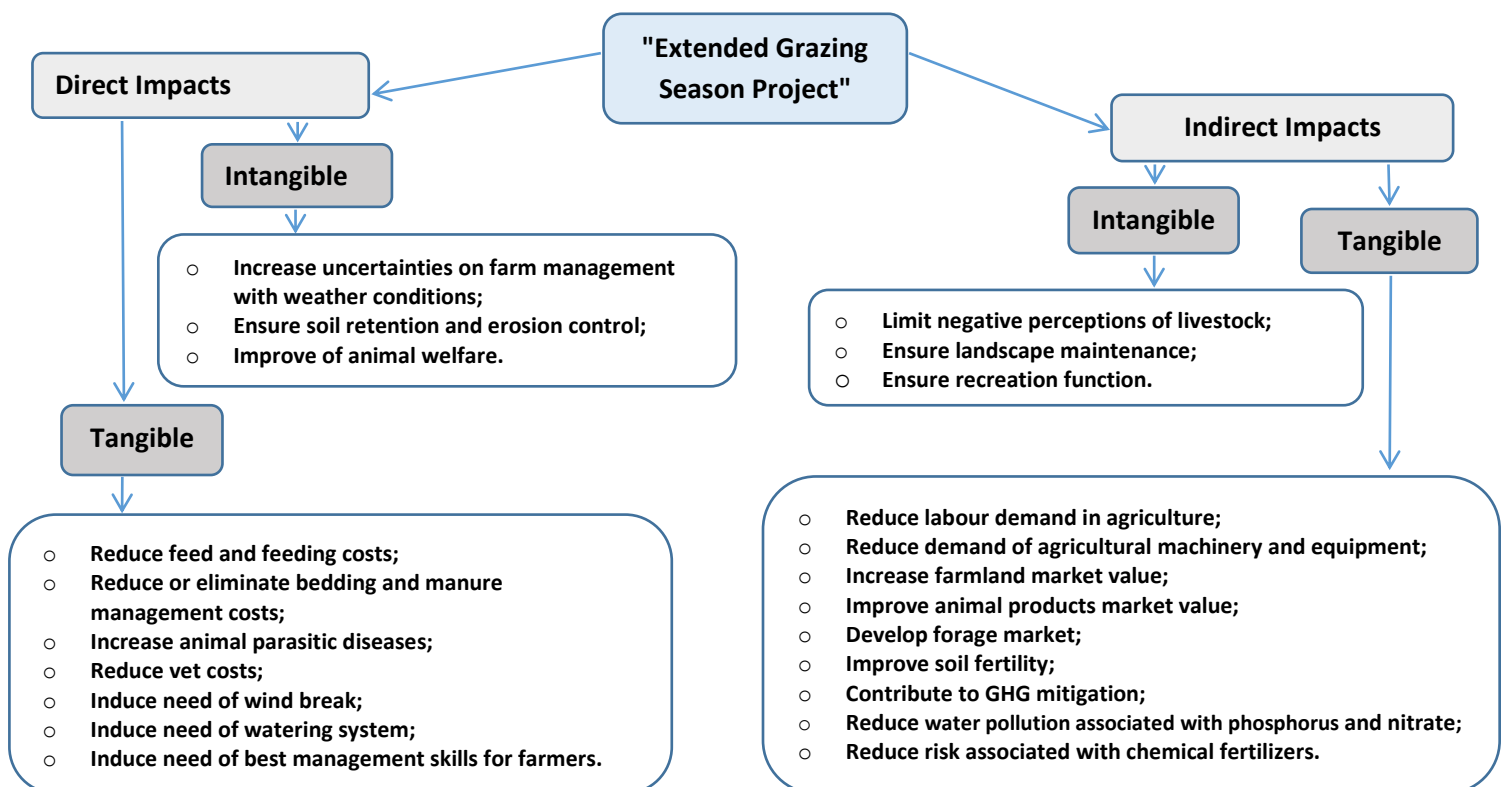 "Extended Grazing
Season Project"
Direct Impacts
Intangible
o Increase uncertainties on farm management
with weather conditions;
o Ensure soil retention and erosion control;
o Improve of animal welfare.
Tangible
o Reduce feed and feeding costs;
o Reduce or eliminate bedding and manure
management costs;
o Increase animal parasitic diseases;
o Reduce vet costs;
o Induce need of wind break;
o Induce need of watering system;
o Induce need of best management skills for farmers.
Indirect Impacts
Intangible
o Limit negative perceptions of livestock;
o Ensure landscape maintenance;
o Ensure recreation function.
Tangible
o Reduce labour demand in agriculture;
o Reduce demand of agricultural machinery and equipment;
o Increase farmland market value;
o Improve animal products market value;
o Develop forage market;
o Improve soil fertility;
o Contribute to GHG mitigation;
o Reduce water pollution associated with phosphorus and nitrate;
o Reduce risk associated with chemical fertilizers.